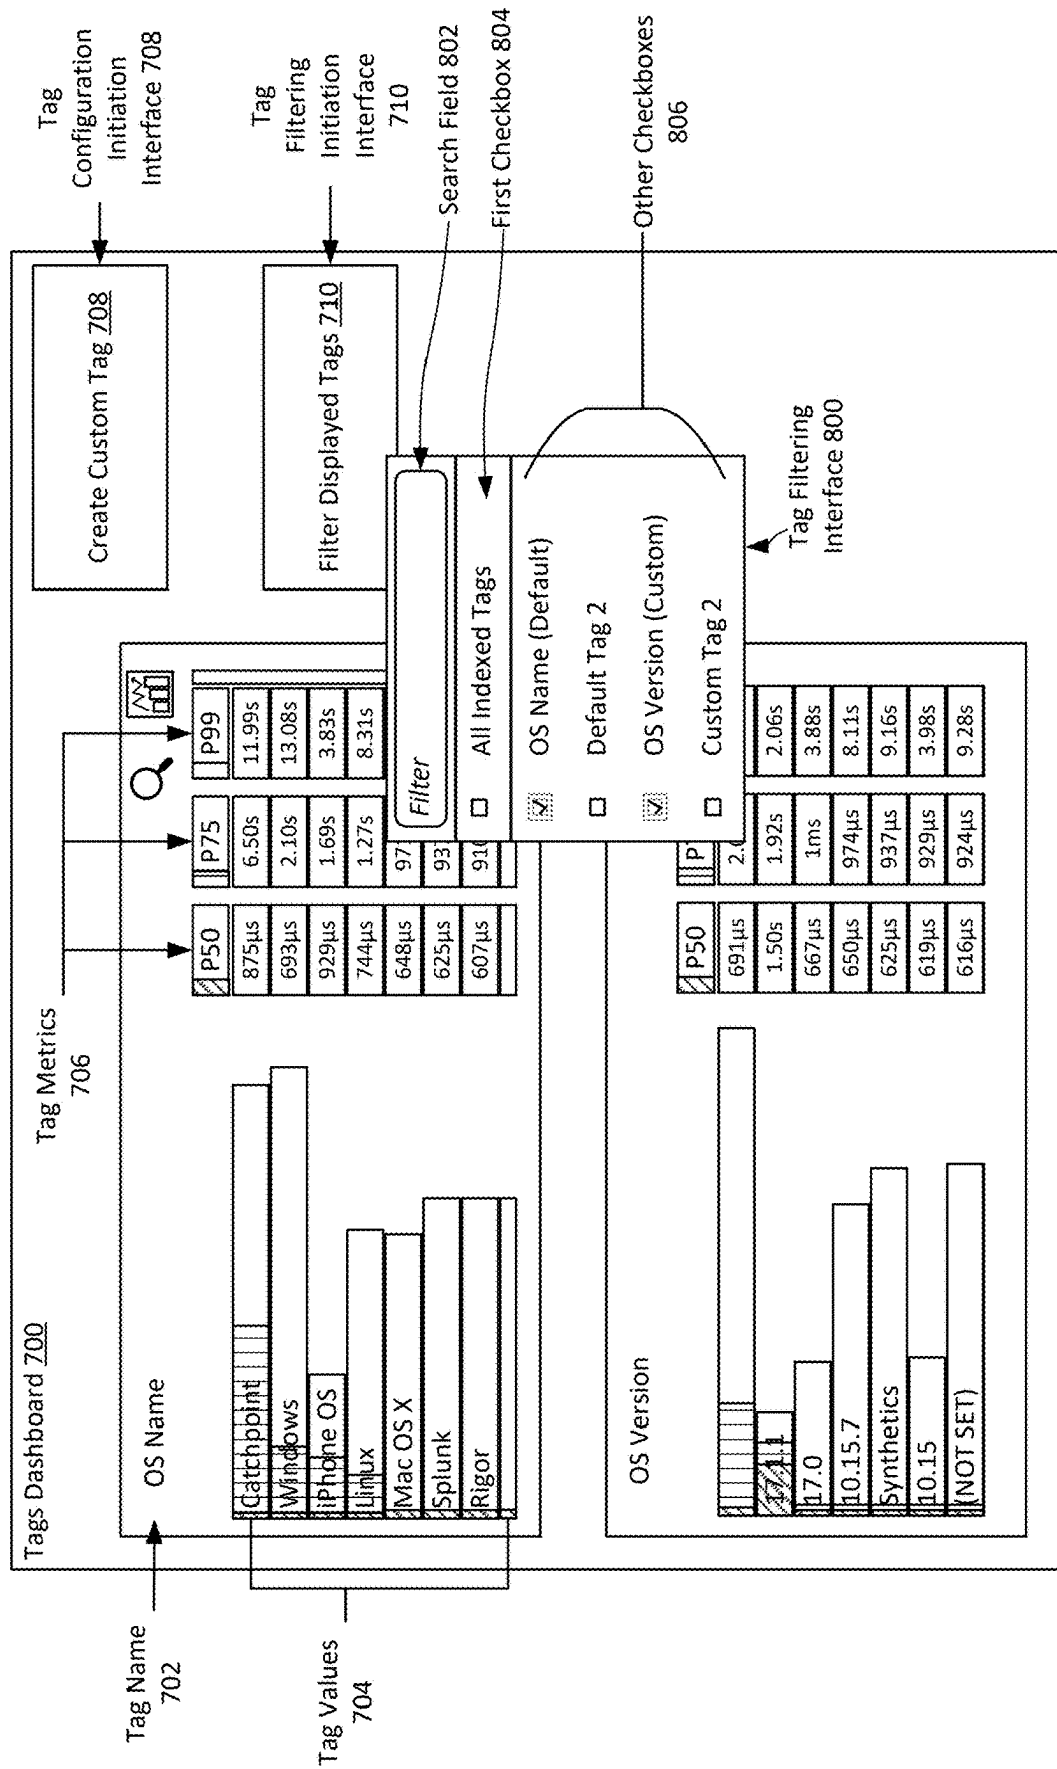 Tags Dashboard 700
Tag Metrics
706
Tag
Configuration
Initiation
Interface 708
Create Custom Tag 708
Tag
Filtering
Initiation
Interface
710
Filter Displayed Tags 710
Tag Name
702
OS Name
P50 P75 P99
Catchpoint 875µs 6.50s 11.99s
Windows 693µs 2.10s 13.08s
iPhone OS 929µs 1.69s 3.83s
Linux 744µs 1.27s 8.31s
Mac OS X 648µs 97
Splunk 625µs 93
Rigor 607µs 910
Tag Values
704
Filter
Search Field 802
All Indexed Tags
First Checkbox 804
OS Name (Default)
Default Tag 2
OS Version (Custom)
Custom Tag 2
Other Checkboxes
806
Tag Filtering
Interface 800
OS Version
P50 P
691µs 2.
17.1.1 1.50s 1.92s 2.06s
17.0 667µs 1ms 3.88s
10.15.7 650µs 974µs 8.11s
Synthetics 625µs 937µs 9.16s
10.15 619µs 929µs 3.98s
(NOT SET) 616µs 924µs 9.28s